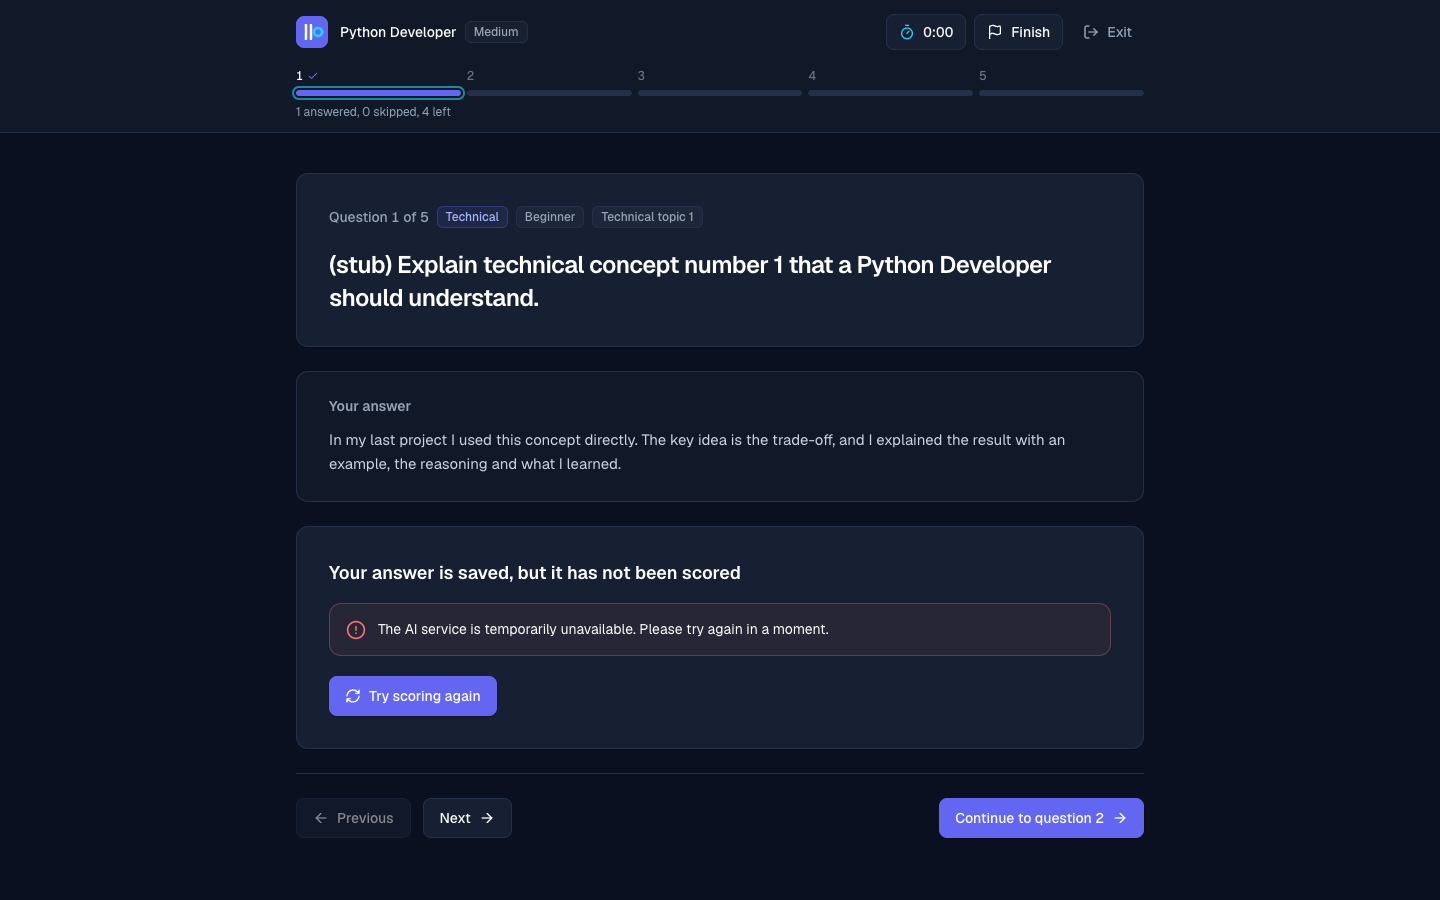 Python Developer
Medium
0:00
Finish
Exit
1
2
3
4
5
1 answered, 0 skipped, 4 left
Question 1 of 5
Technical
Beginner
Technical topic 1
(stub) Explain technical concept number 1 that a Python Developer
should understand.
Your answer
In my last project I used this concept directly. The key idea is the trade-off, and I explained the result with an
example, the reasoning and what I learned.
Your answer is saved, but it has not been scored
The AI service is temporarily unavailable. Please try again in a moment.
Try scoring again
Previous
Next
Continue to question 2